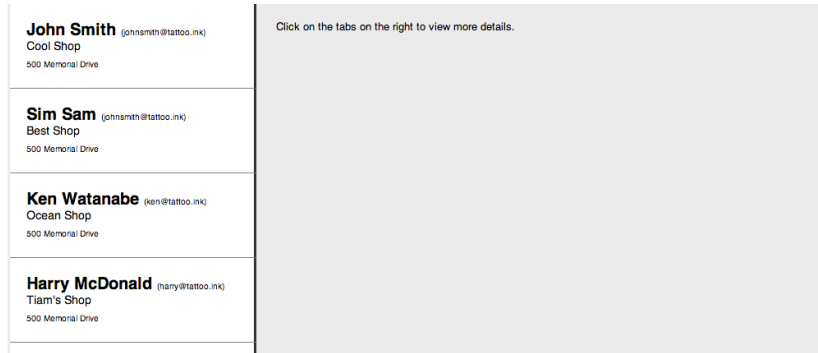 John Smith (johnsmith@tattoo.ink)
Cool Shop
500 Memorial Drive
Sim Sam (johnsmith@tattoo.ink)
Best Shop
500 Memorial Drive
Ken Watanabe (ken@tattoo.ink)
Ocean Shop
500 Memorial Drive
Harry McDonald (harry@tattoo.ink)
Tiam's Shop
500 Memorial Drive
Click on the tabs on the right to view more details.